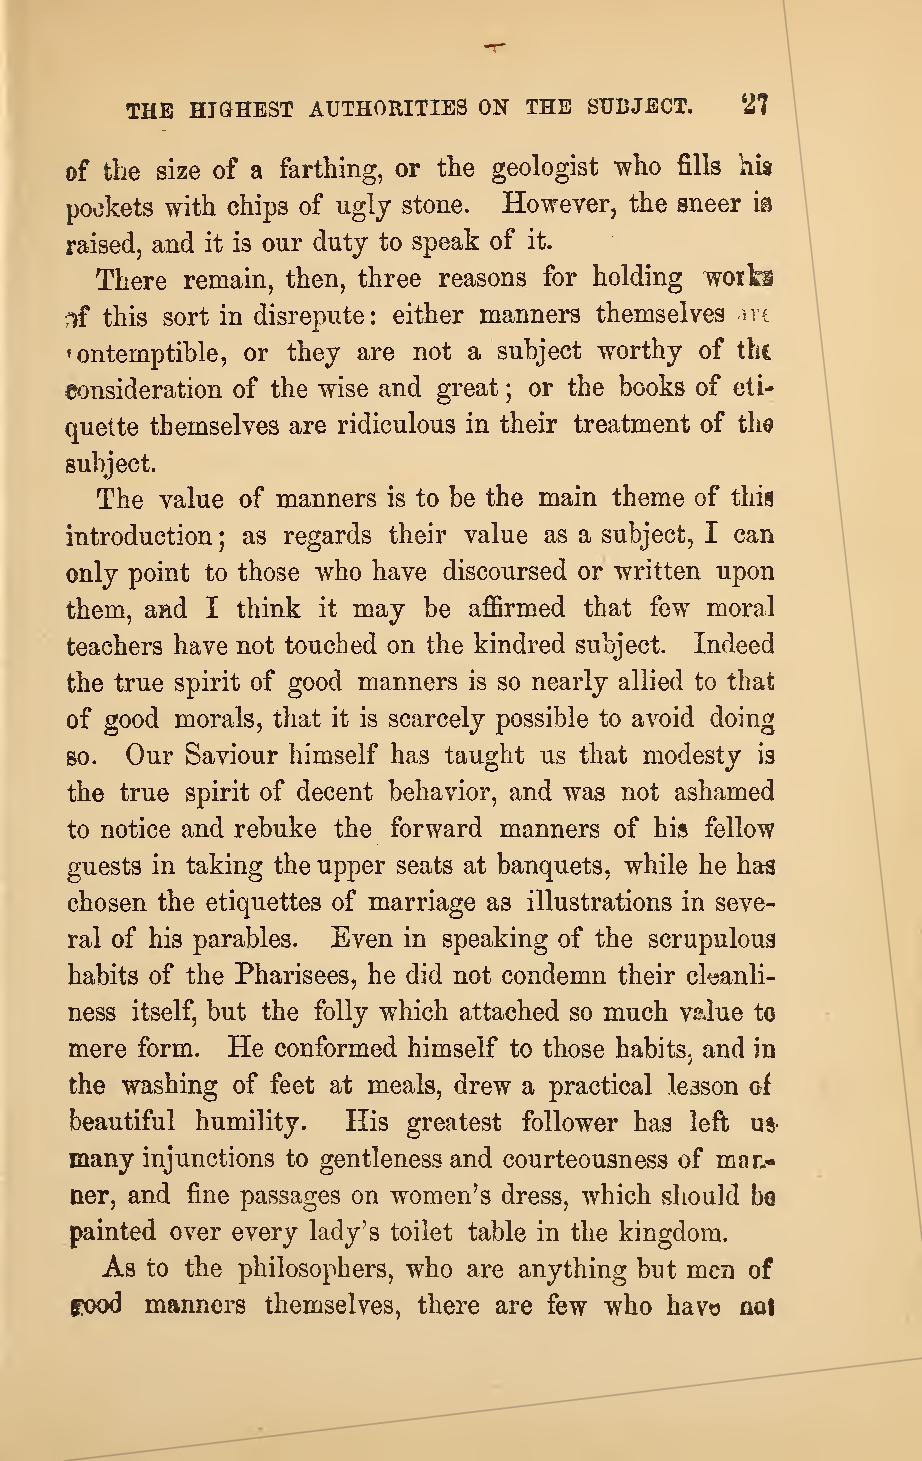 THE HIGHEST AUTHORITIES ON THE SUBJECT. 27
of the size of a farthing, or the geologist who fills his
pockets with chips of ugly stone. However, the sneer is
raised, and it is our duty to speak of it.
There remain, then, three reasons for holding works
of this sort in disrepute: either manners themselves are
contemptible, or they are not a subject worthy of the
consideration of the wise and great; or the books of eti-
quette themselves are ridiculous in their treatment of the
subject.
The value of manners is to be the main theme of this
introduction; as regards their value as a subject, I can
only point to those who have discoursed or written upon
them, and I think it may be affirmed that few moral
teachers have not touched on the kindred subject. Indeed
the true spirit of good manners is so nearly allied to that
of good morals, that it is scarcely possible to avoid doing
so. Our Saviour himself has taught us that modesty is
the true spirit of decent behavior, and was not ashamed
to notice and rebuke the forward manners of his fellow
guests in taking the upper seats at banquets, while he has
chosen the etiquettes of marriage as illustrations in seve-
ral of his parables. Even in speaking of the scrupulous
habits of the Pharisees, he did not condemn their cleanli-
ness itself, but the folly which attached so much value to
mere form. He conformed himself to those habits, and in
the washing of feet at meals, drew a practical lesson of
beautiful humility. His greatest follower has left us
many injunctions to gentleness and courteousness of man-
ner, and fine passages on women's dress, which should be
painted over every lady's toilet table in the kingdom.
As to the philosophers, who are anything but men of
good manners themselves, there are few who have not